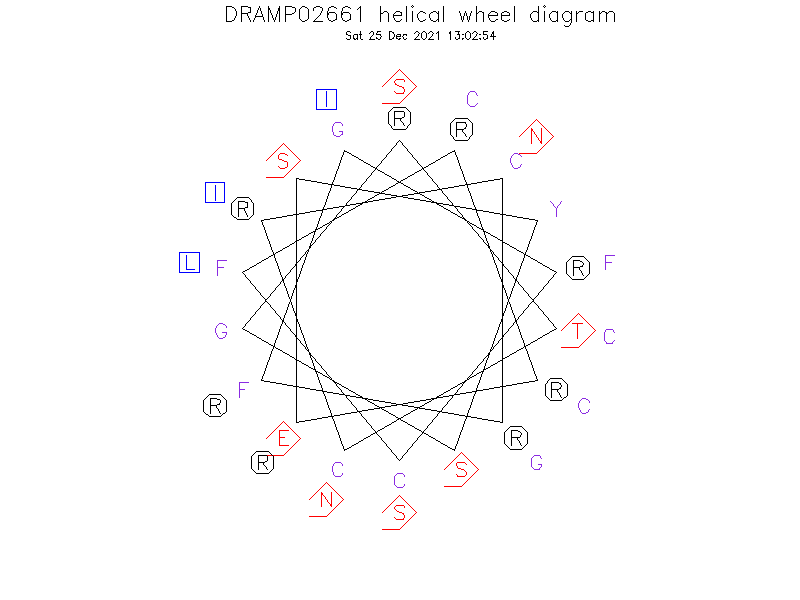 DRAMP02661 helical wheel diagram
Sat 25 Dec 2021 13:02:54
S
I C
R
G R
N
S C
I
R Y
L F R F
G T C
F R
R C
E R
R C S G
C
N
S